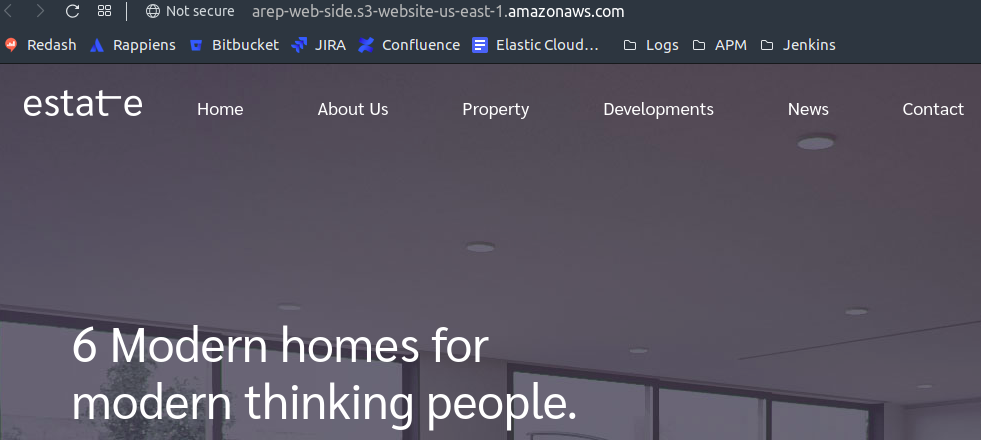 Not secure arep-web-side.s3-website-us-east-1.amazonaws.com
Redash Rappiens Bitbucket JIRA Confluence Elastic Cloud... Logs APM Jenkins
estate Home About Us Property Developments News Contact
6 Modern homes for
modern thinking people.